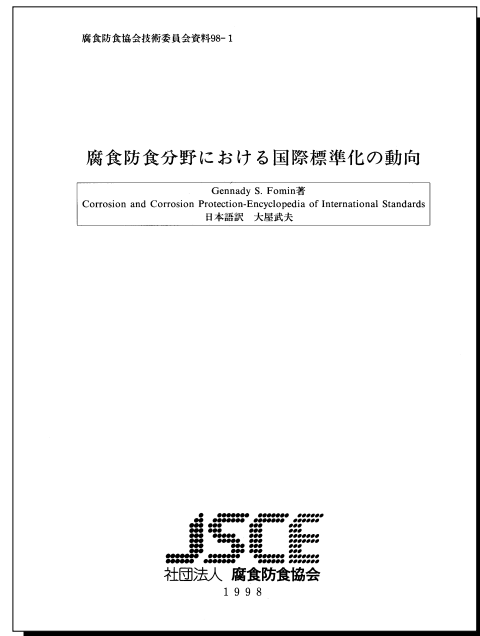 腐食防食協会技術委員会資料98-1
腐食防食分野における国際標準化の動向
Gennady S. Fomin著
Corrosion and Corrosion Protection-Encyclopedia of International Standards
日本語訳　大屋武夫
JSCE
社団法人 腐食防食協会
1998